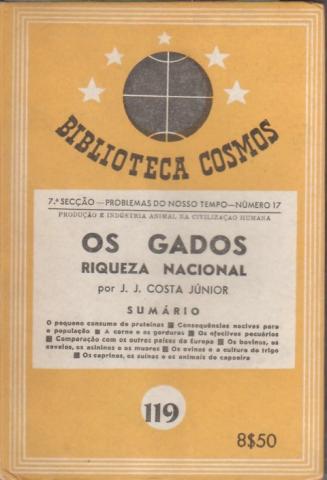 BIBLIOTECA COSMOS
7.ª SECÇÃO — PROBLEMAS DO NOSSO TEMPO — NÚMERO 17
PRODUÇÃO E INDÚSTRIA ANIMAL NA CIVILIZAÇÃO HUMANA
OS GADOS
RIQUEZA NACIONAL
por J. J. COSTA JÚNIOR
SUMÁRIO
O pequeno consumo de proteínas ■ Consequências nocivas para
a população ■ A carne e as gorduras ■ Os efectivos pecuários
■ Comparação com os outros países da Europa ■ Os bovinos, os
cavalos, os asininos e os muares ■ Os ovinos e a cultura do trigo
■ Os caprinos, os suínos e os animais de capoeira
119
8$50